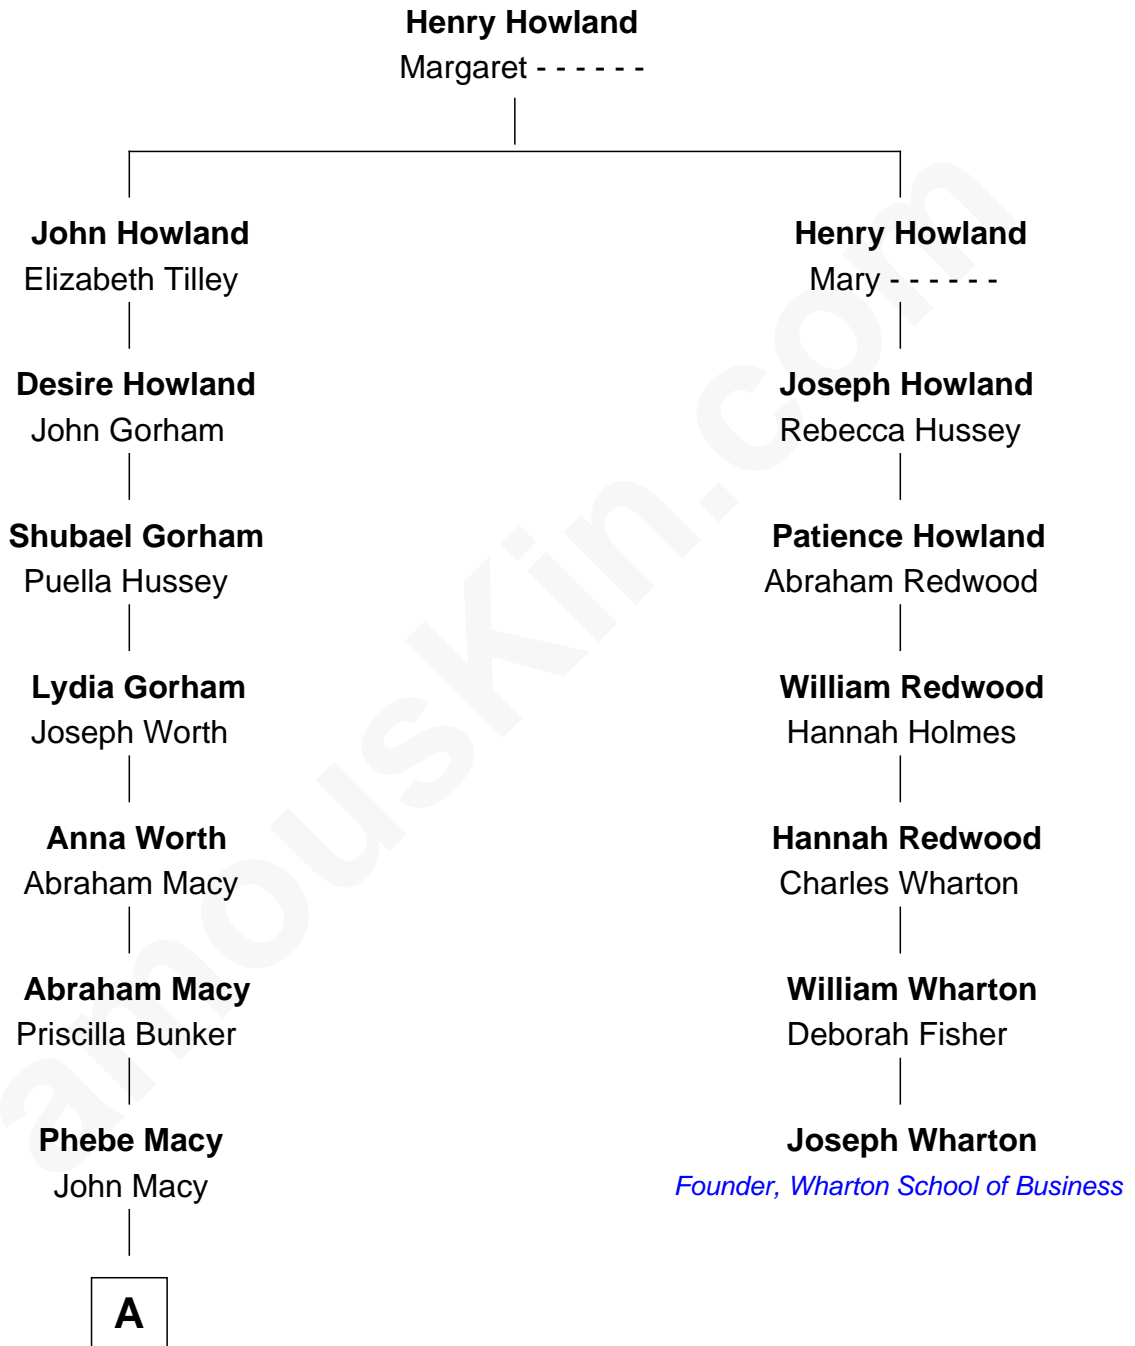 Henry Howland
Margaret - - - - - -
John Howland
Elizabeth Tilley
Henry Howland
Mary - - - - - -
Desire Howland
John Gorham
Joseph Howland
Rebecca Hussey
Shubael Gorham
Puella Hussey
Patience Howland
Abraham Redwood
Lydia Gorham
Joseph Worth
William Redwood
Hannah Holmes
Anna Worth
Abraham Macy
Hannah Redwood
Charles Wharton
Abraham Macy
Priscilla Bunker
William Wharton
Deborah Fisher
Phebe Macy
John Macy
Joseph Wharton
Founder, Wharton School of Business
A
amousKin.com